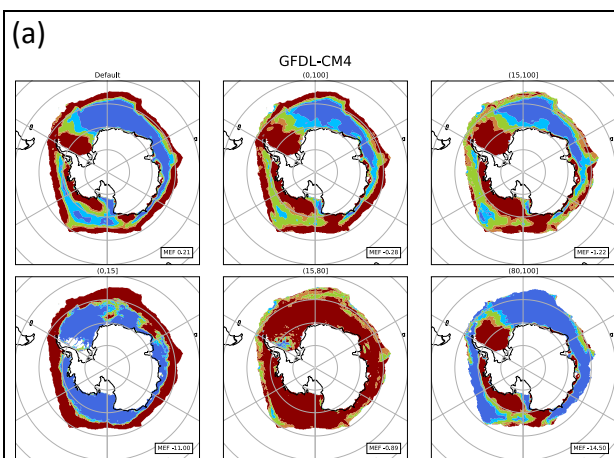 (a)
GFDL-CM4
Default
(0,100]
(15,100]
MEF 0.21
MEF -0.28
MEF -1.22
(0,15]
(15,80]
(80,100]
MEF -11.00
MEF -0.89
MEF -14.50